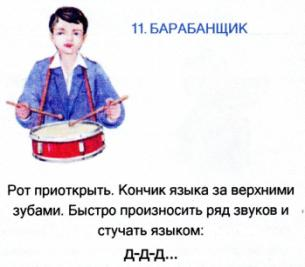 11. БАРАБАНЩИК
Рот приоткрыть. Кончик языка за верхними
зубами. Быстро произносить ряд звуков и
стучать языком:
д-д-д...